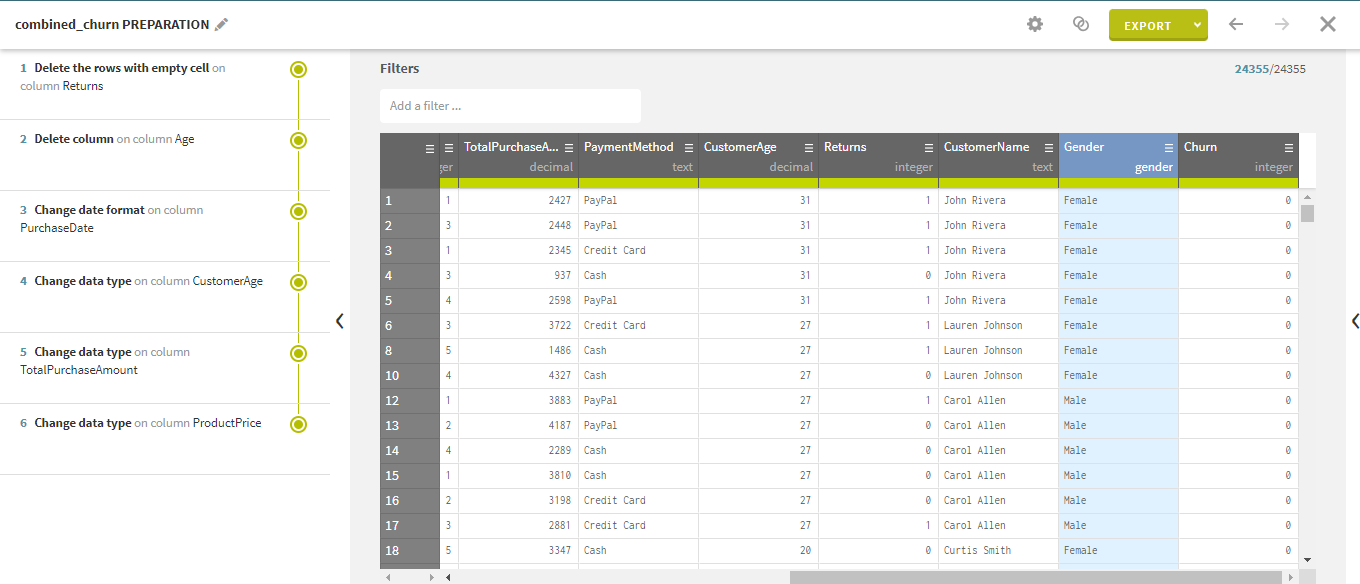 combined_churn PREPARATION
EXPORT
1 Delete the rows with empty cell on
column Returns
2 Delete column on column Age
3 Change date format on column
PurchaseDate
4 Change data type on column CustomerAge
5 Change data type on column
TotalPurchaseAmount
6 Change data type on column ProductPrice
Filters
24355/24355
Add a filter ...
TotalPurchaseA... PaymentMethod CustomerAge Returns CustomerName Gender Churn
ger decimal text decimal integer text gender integer
1 1 2427 PayPal 31 1 John Rivera Female 0
2 3 2448 PayPal 31 1 John Rivera Female 0
3 1 2345 Credit Card 31 1 John Rivera Female 0
4 3 937 Cash 31 0 John Rivera Female 0
5 4 2598 PayPal 31 1 John Rivera Female 0
6 3 3722 Credit Card 27 1 Lauren Johnson Female 0
8 5 1486 Cash 27 1 Lauren Johnson Female 0
10 4 4327 Cash 27 0 Lauren Johnson Female 0
12 1 3883 PayPal 27 1 Carol Allen Male 0
13 2 4187 PayPal 27 0 Carol Allen Male 0
14 4 2289 Cash 27 0 Carol Allen Male 0
15 1 3810 Cash 27 0 Carol Allen Male 0
16 2 3198 Credit Card 27 0 Carol Allen Male 0
17 3 2881 Credit Card 27 1 Carol Allen Male 0
18 5 3347 Cash 20 0 Curtis Smith Female 0